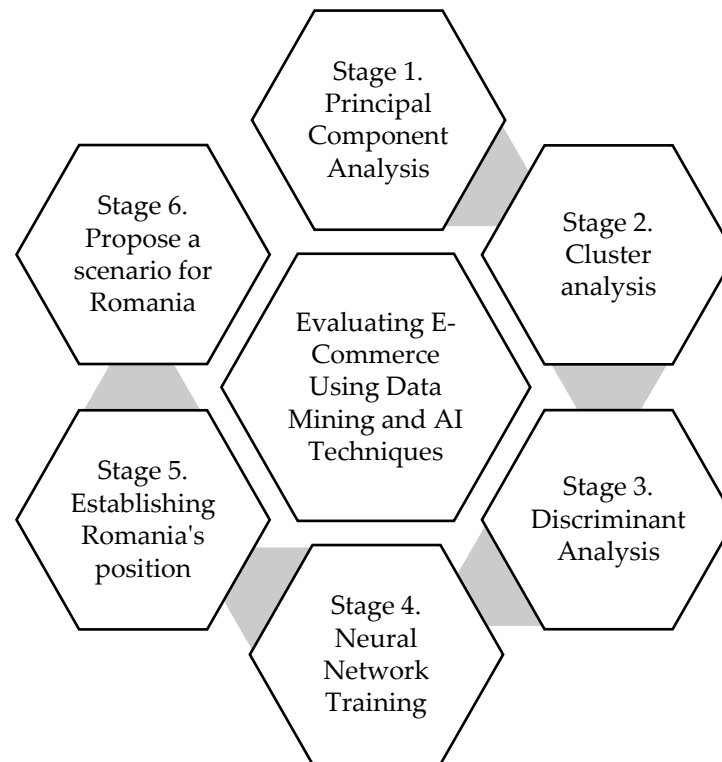 Stage 1.
Principal
Component
Analysis
Stage 2.
Cluster
analysis
Stage 3.
Discriminant
Analysis
Stage 4.
Neural
Network
Training
Stage 5.
Establishing
Romania's
position
Stage 6.
Propose a
scenario for
Romania
Evaluating E-
Commerce
Using Data
Mining and AI
Techniques